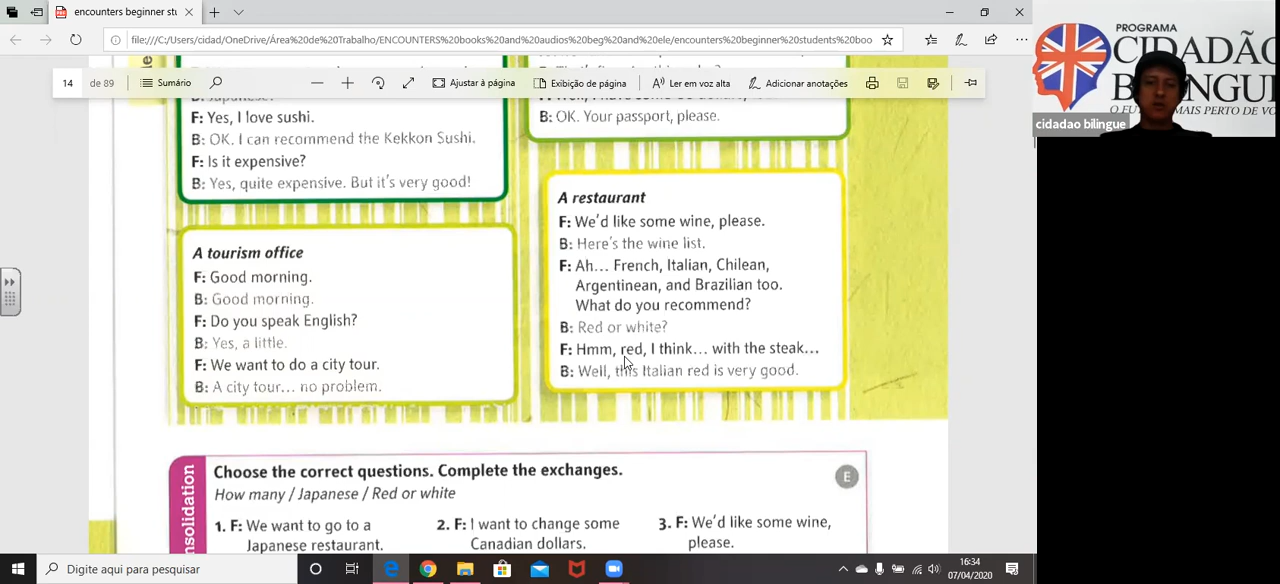 encounters beginner stu
file:///C:/Users/cidad/OneDrive/Área%20de%20Trabalho/ENCOUNTERS%20books%20and%20audios%20beg%20and%20ele/encounters%20beginner%20students%20boo
14 de 89 Sumário Ajustar à página Exibição de página Ler em voz alta Adicionar anotações
PROGRAMA
CIDADÃO
BILINGUE
O FUT MAIS PERTO DE VO
cidadao bilingue
B: Japanese?
F: Yes, I love sushi.
B: OK. I can recommend the Kekkon Sushi.
F: Is it expensive?
B: Yes, quite expensive. But it's very good!
B: OK. Your passport, please.
A tourism office
F: Good morning.
B: Good morning.
F: Do you speak English?
B: Yes, a little.
F: We want to do a city tour.
B: A city tour... no problem.
A restaurant
F: We'd like some wine, please.
B: Here's the wine list.
F: Ah... French, Italian, Chilean,
Argentinean, and Brazilian too.
What do you recommend?
B: Red or white?
F: Hmm, red, I think... with the steak...
B: Well, this Italian red is very good.
nsolidation
Choose the correct questions. Complete the exchanges.
E
How many / Japanese / Red or white
1. F: We want to go to a
Japanese restaurant.
2. F: I want to change some
Canadian dollars.
3. F: We'd like some wine,
please.
Digite aqui para pesquisar
16:34
07/04/2020